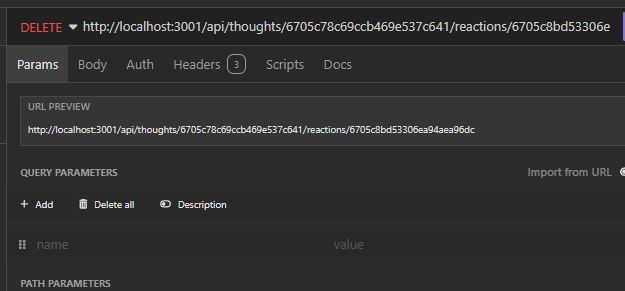 DELETE http://localhost:3001/api/thoughts/6705c78c69ccb469e537c641/reactions/6705c8bd53306e
Params Body Auth Headers 3 Scripts Docs
URL PREVIEW
http://localhost:3001/api/thoughts/6705c78c69ccb469e537c641/reactions/6705c8bd53306ea94aea96dc
QUERY PARAMETERS Import from URL
+ Add Delete all Description
name value
PATH PARAMETERS